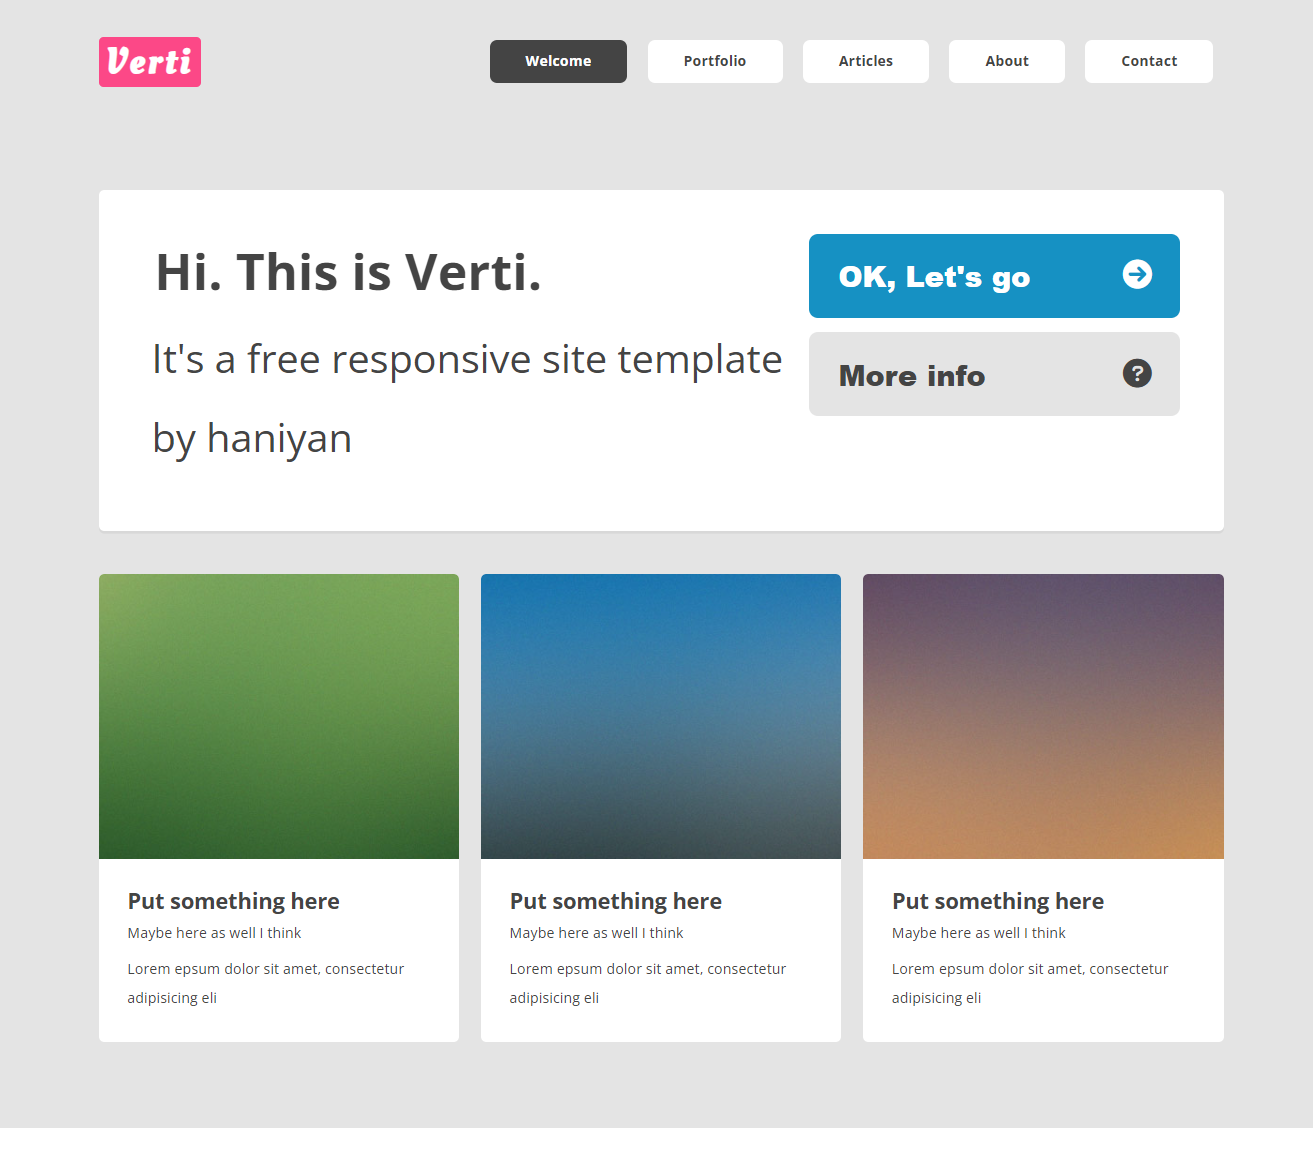 Verti
Welcome
Portfolio
Articles
About
Contact
Hi. This is Verti.
It's a free responsive site template
by haniyan
OK, Let's go
More info
Put something here
Maybe here as well I think
Lorem epsum dolor sit amet, consectetur
adipisicing eli
Put something here
Maybe here as well I think
Lorem epsum dolor sit amet, consectetur
adipisicing eli
Put something here
Maybe here as well I think
Lorem epsum dolor sit amet, consectetur
adipisicing eli